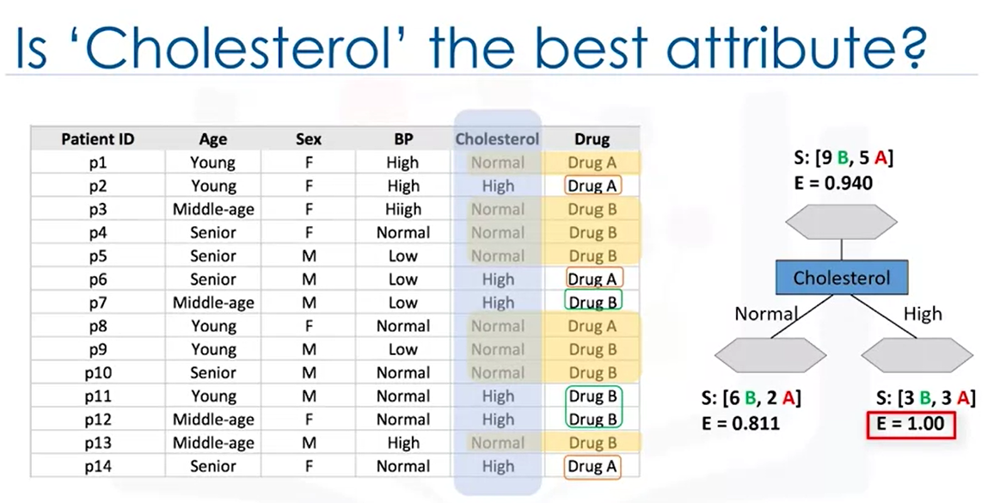 Is ‘Cholesterol’ the best attribute?
Patient ID Age Sex BP Cholesterol Drug
p1 Young F High Normal Drug A
p2 Young F High High Drug A
p3 Middle-age F Hiigh Normal Drug B
p4 Senior F Normal Normal Drug B
p5 Senior M Low Normal Drug B
p6 Senior M Low High Drug A
p7 Middle-age M Low High Drug B
p8 Young F Normal Normal Drug A
p9 Young M Low Normal Drug B
p10 Senior M Normal Normal Drug B
p11 Young M Normal High Drug B
p12 Middle-age F Normal High Drug B
p13 Middle-age M High Normal Drug B
p14 Senior F Normal High Drug A
S: [9 B, 5 A]
E = 0.940
Cholesterol
Normal High
S: [6 B, 2 A]
E = 0.811
S: [3 B, 3 A]
E = 1.00